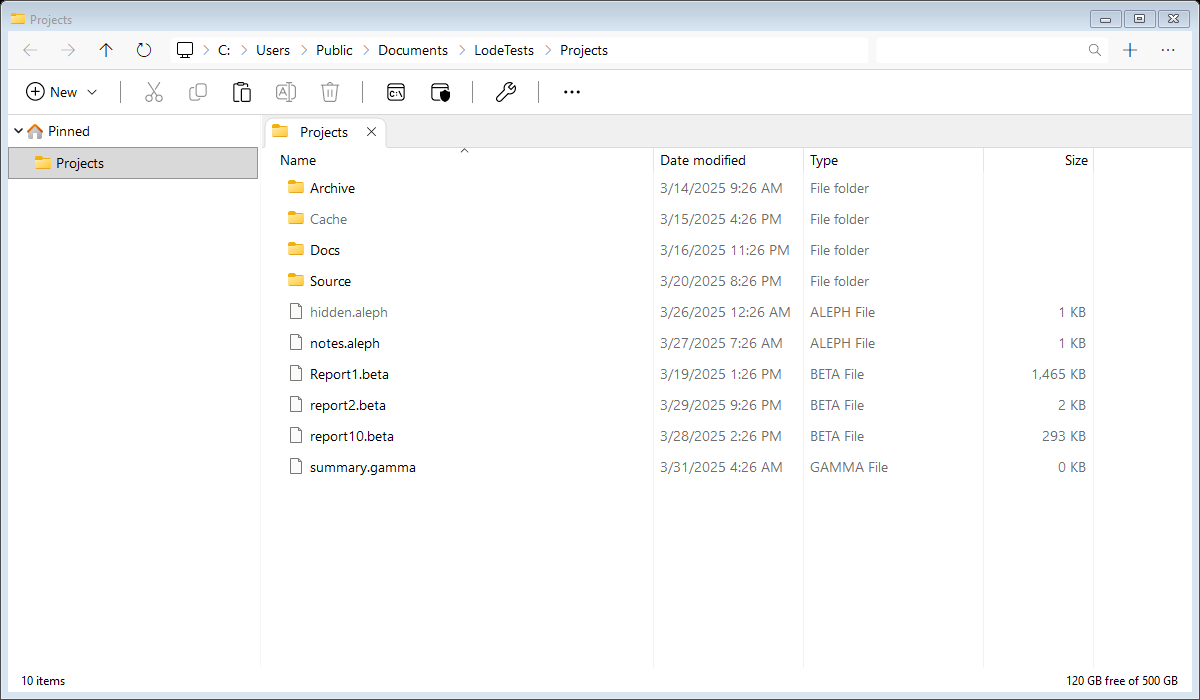 Projects
C: Users Public Documents LodeTests Projects
New
Pinned
Projects
Projects
Name Date modified Type Size
Archive 3/14/2025 9:26 AM File folder
Cache 3/15/2025 4:26 PM File folder
Docs 3/16/2025 11:26 PM File folder
Source 3/20/2025 8:26 PM File folder
hidden.aleph 3/26/2025 12:26 AM ALEPH File 1 KB
notes.aleph 3/27/2025 7:26 AM ALEPH File 1 KB
Report1.beta 3/19/2025 1:26 PM BETA File 1,465 KB
report2.beta 3/29/2025 9:26 PM BETA File 2 KB
report10.beta 3/28/2025 2:26 PM BETA File 293 KB
summary.gamma 3/31/2025 4:26 AM GAMMA File 0 KB
10 items 120 GB free of 500 GB